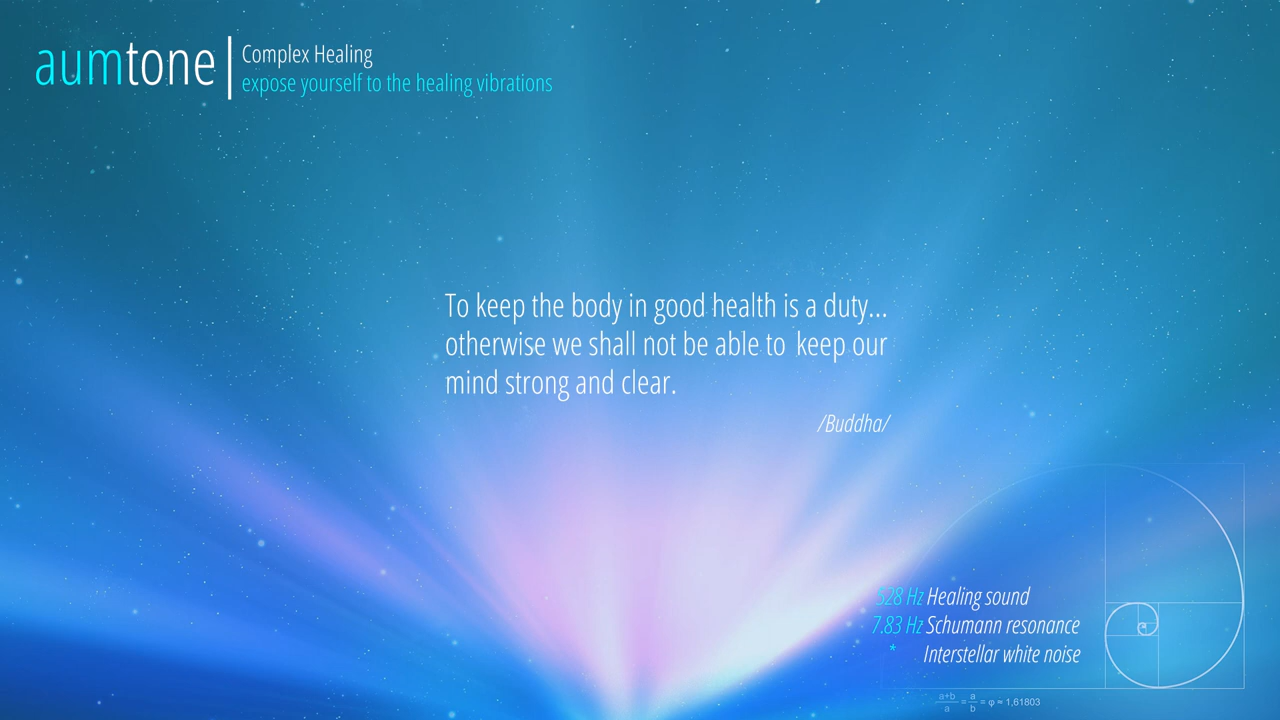 aumtone
Complex Healing
expose yourself to the healing vibrations
To keep the body in good health is a duty...
otherwise we shall not be able to keep our
mind strong and clear.
/Buddha/
528 Hz Healing sound
7.83 Hz Schumann resonance
* Interstellar white noise
a+b/a = a/b = φ ≈ 1,61803